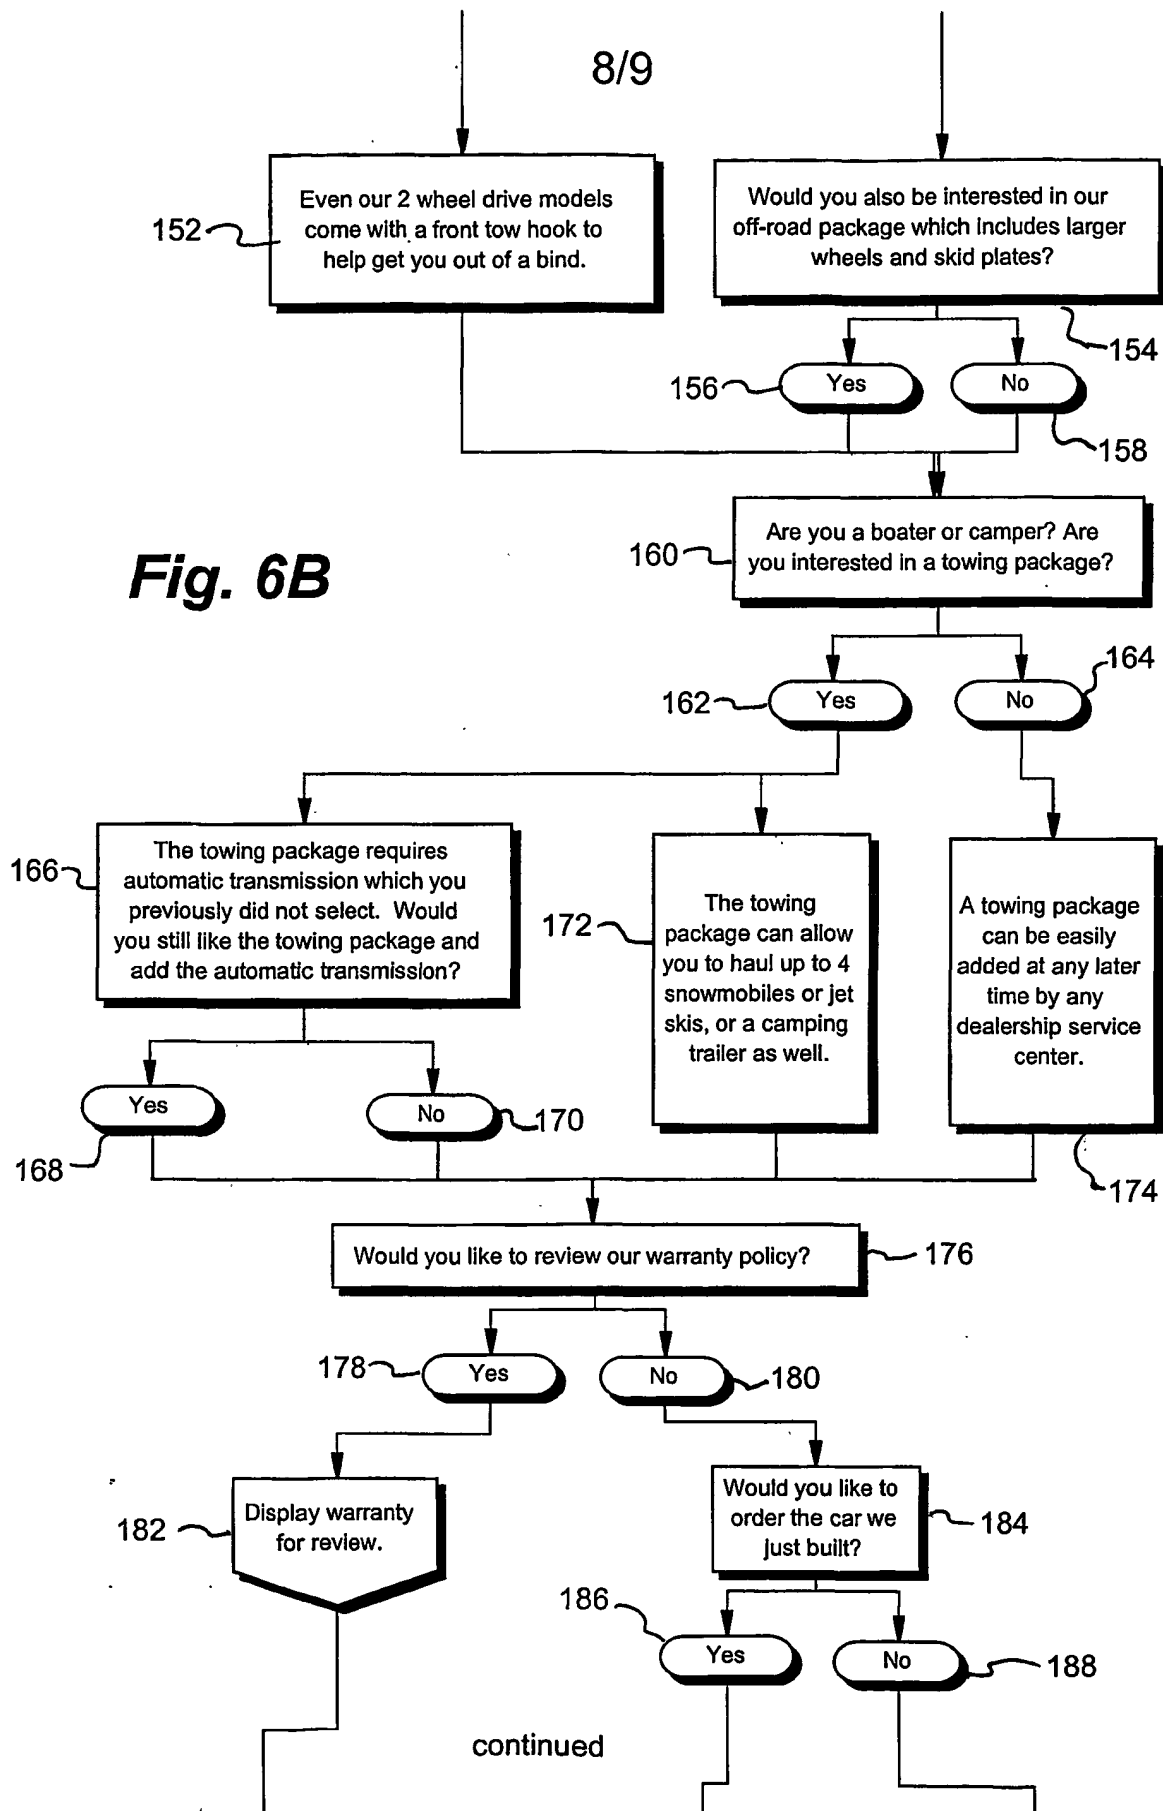 8/9
Even our 2 wheel drive models
come with a front tow hook to
help get you out of a bind.
152
Would you also be interested in our
off-road package which includes larger
wheels and skid plates?
154
156
Yes
No
158
Fig. 6B
160
Are you a boater or camper? Are
you interested in a towing package?
162
Yes
No
164
166
The towing package requires
automatic transmission which you
previously did not select. Would
you still like the towing package and
add the automatic transmission?
172
The towing
package can allow
you to haul up to 4
snowmobiles or jet
skis, or a camping
trailer as well.
A towing package
can be easily
added at any later
time by any
dealership service
center.
174
168
Yes
No
170
Would you like to review our warranty policy?
176
178
Yes
No
180
182
Display warranty
for review.
Would you like to
order the car we
just built?
184
186
Yes
No
188
continued